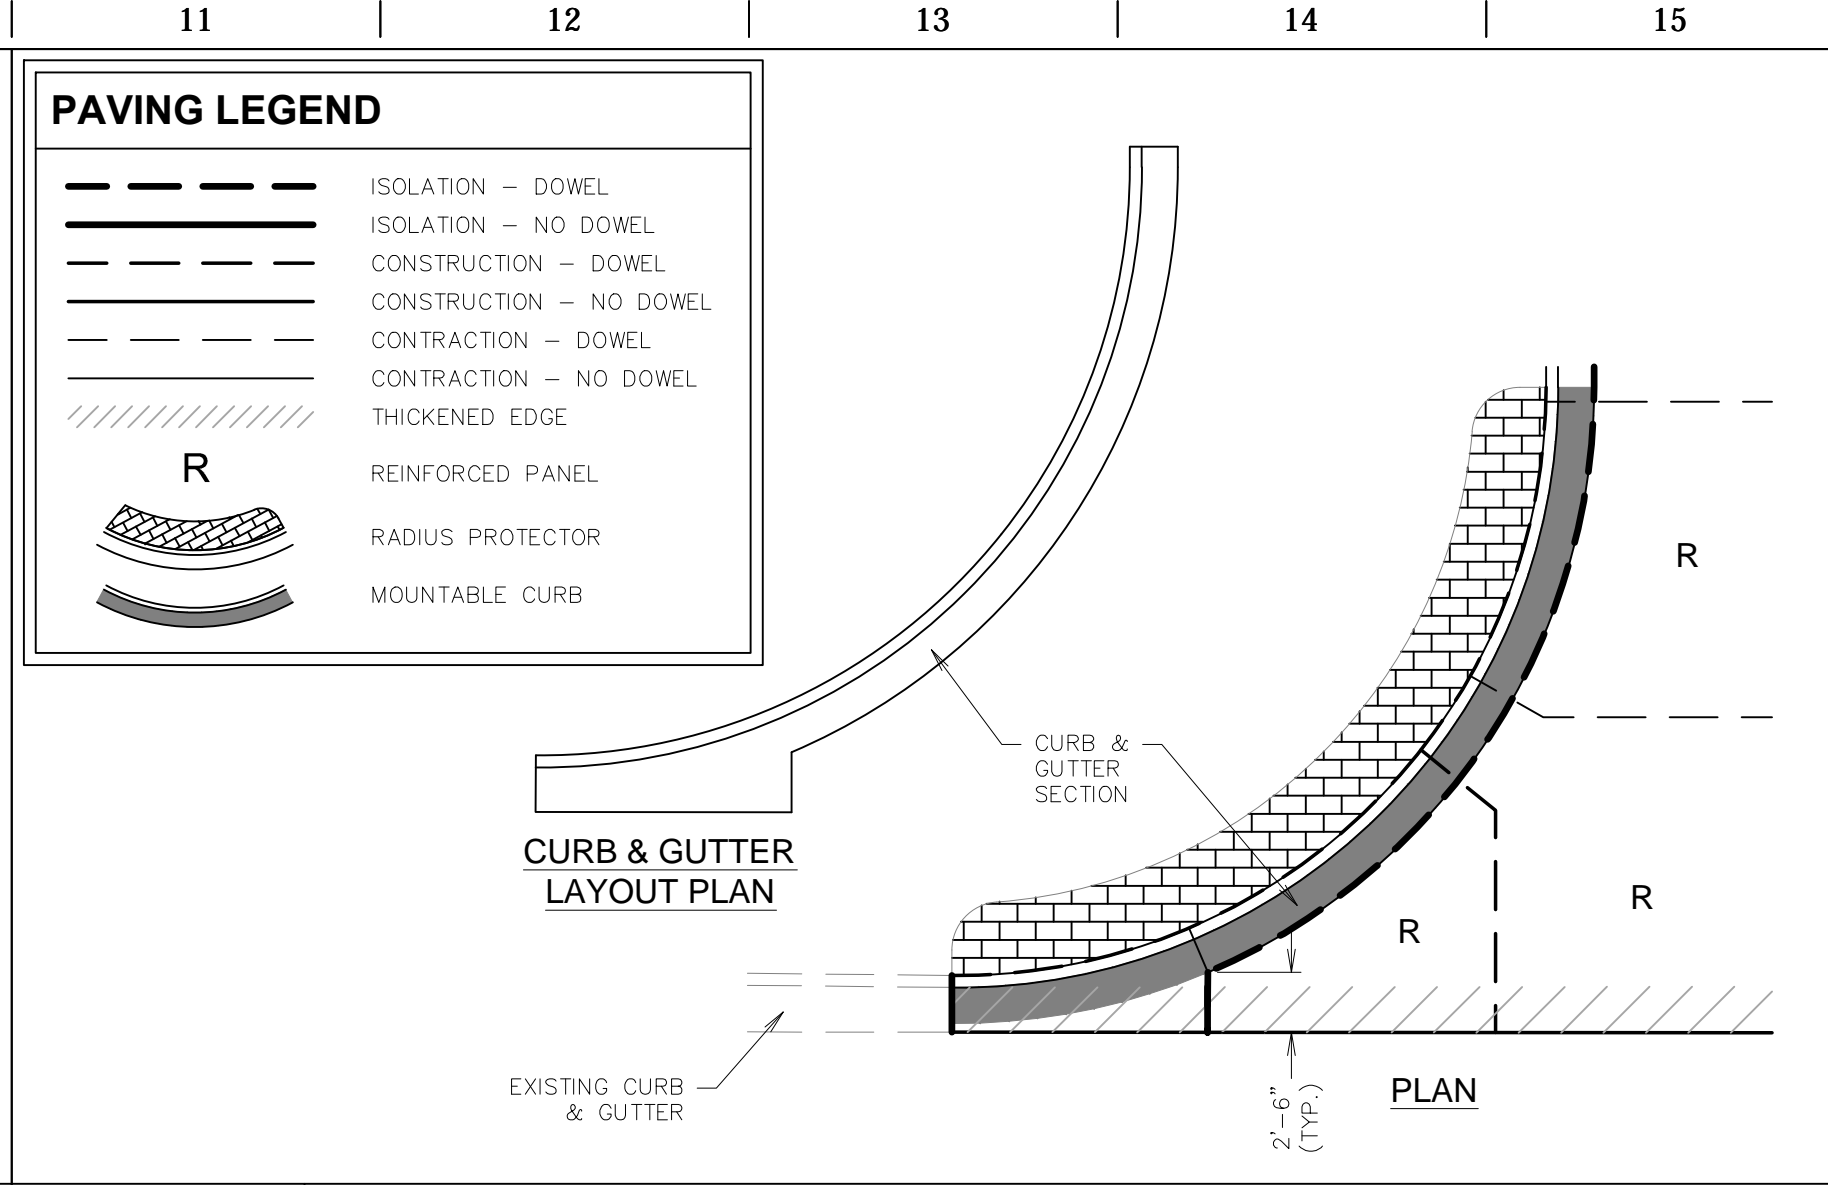 11 12 13 14 15
PAVING LEGEND
ISOLATION – DOWEL
ISOLATION – NO DOWEL
CONSTRUCTION – DOWEL
CONSTRUCTION – NO DOWEL
CONTRACTION – DOWEL
CONTRACTION – NO DOWEL
THICKENED EDGE
R REINFORCED PANEL
RADIUS PROTECTOR
MOUNTABLE CURB
CURB & GUTTER
LAYOUT PLAN
CURB &
GUTTER
SECTION
R
R
R
EXISTING CURB
& GUTTER
2'–6"
(TYP.)
PLAN